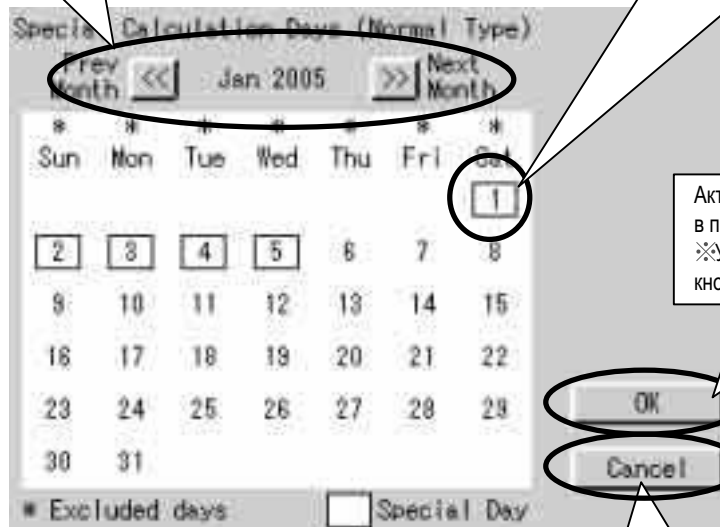 Special Calculation Days (Normal Type)
Prev Month << Jan 2005 >> Next Month
* * * * * * *
Sun Mon Tue Wed Thu Fri Sat
1
2 3 4 5 6 7 8
9 10 11 12 13 14 15
16 17 18 19 20 21 22
23 24 25 26 27 28 29
30 31
* Excluded days Special Day
Акт
в п
※У
кно
OK
Cancel